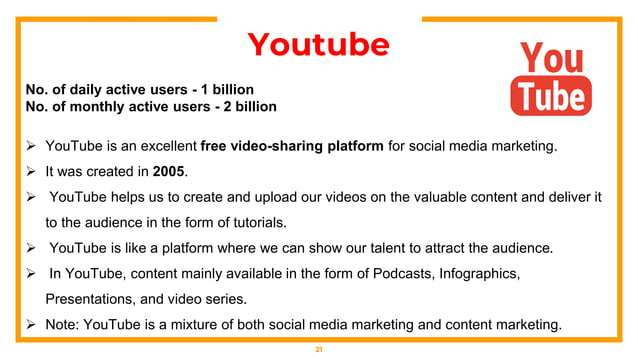 Youtube
You
Tube
No. of daily active users - 1 billion
No. of monthly active users - 2 billion
➢ YouTube is an excellent free video-sharing platform for social media marketing.
➢ It was created in 2005.
➢ YouTube helps us to create and upload our videos on the valuable content and deliver it
to the audience in the form of tutorials.
➢ YouTube is like a platform where we can show our talent to attract the audience.
➢ In YouTube, content mainly available in the form of Podcasts, Infographics,
Presentations, and video series.
➢ Note: YouTube is a mixture of both social media marketing and content marketing.
21